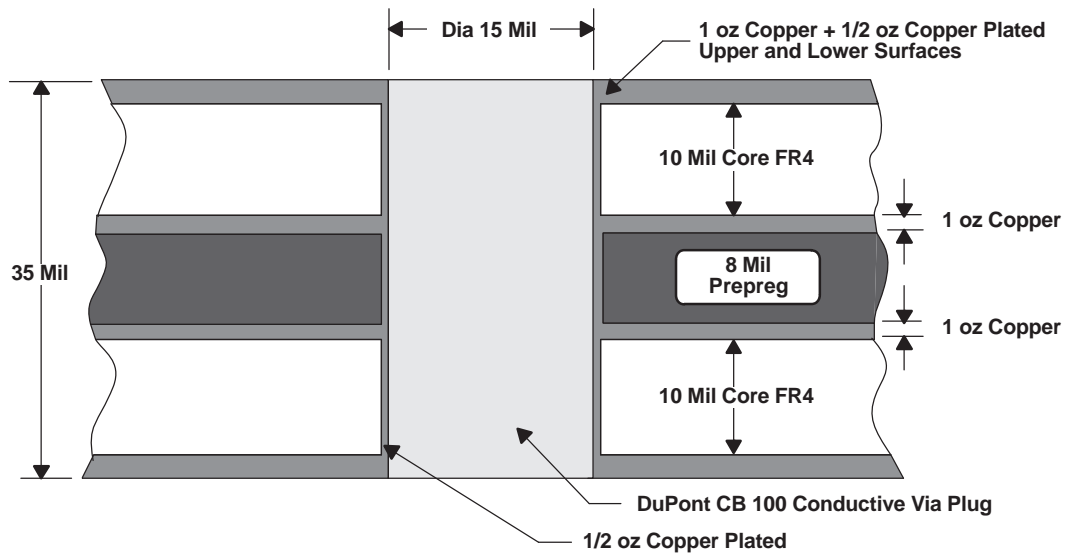 Dia 15 Mil
1 oz Copper + 1/2 oz Copper Plated
Upper and Lower Surfaces
10 Mil Core FR4
1 oz Copper
35 Mil
8 Mil
Prepreg
1 oz Copper
10 Mil Core FR4
DuPont CB 100 Conductive Via Plug
1/2 oz Copper Plated